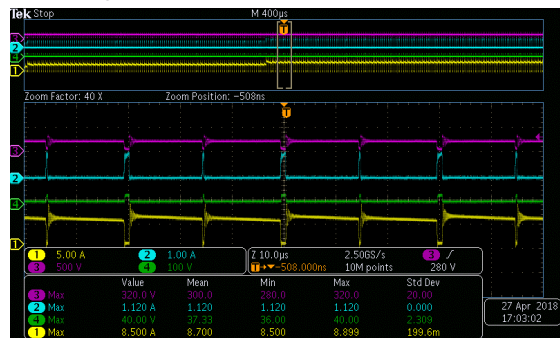 Tek Stop M 400µs
T
3
2
4
1
Zoom Factor: 40 X Zoom Position: -508ns
T
3
2
4
1
1 5.00 A 2 1.00 A Z 10.0µs 2.50GS/s 3
3 500 V 4 100 V T→▼-508.000ns 10M points 280 V
Value Mean Min Max Std Dev
3 Max 320.0 V 300.0 280.0 320.0 20.00
2 Max 1.120 A 1.120 1.120 1.120 0.000
4 Max 40.00 V 37.33 36.00 40.00 2.309
1 Max 8.500 A 8.700 8.500 8.899 199.6m
27 Apr 2018
17:03:02